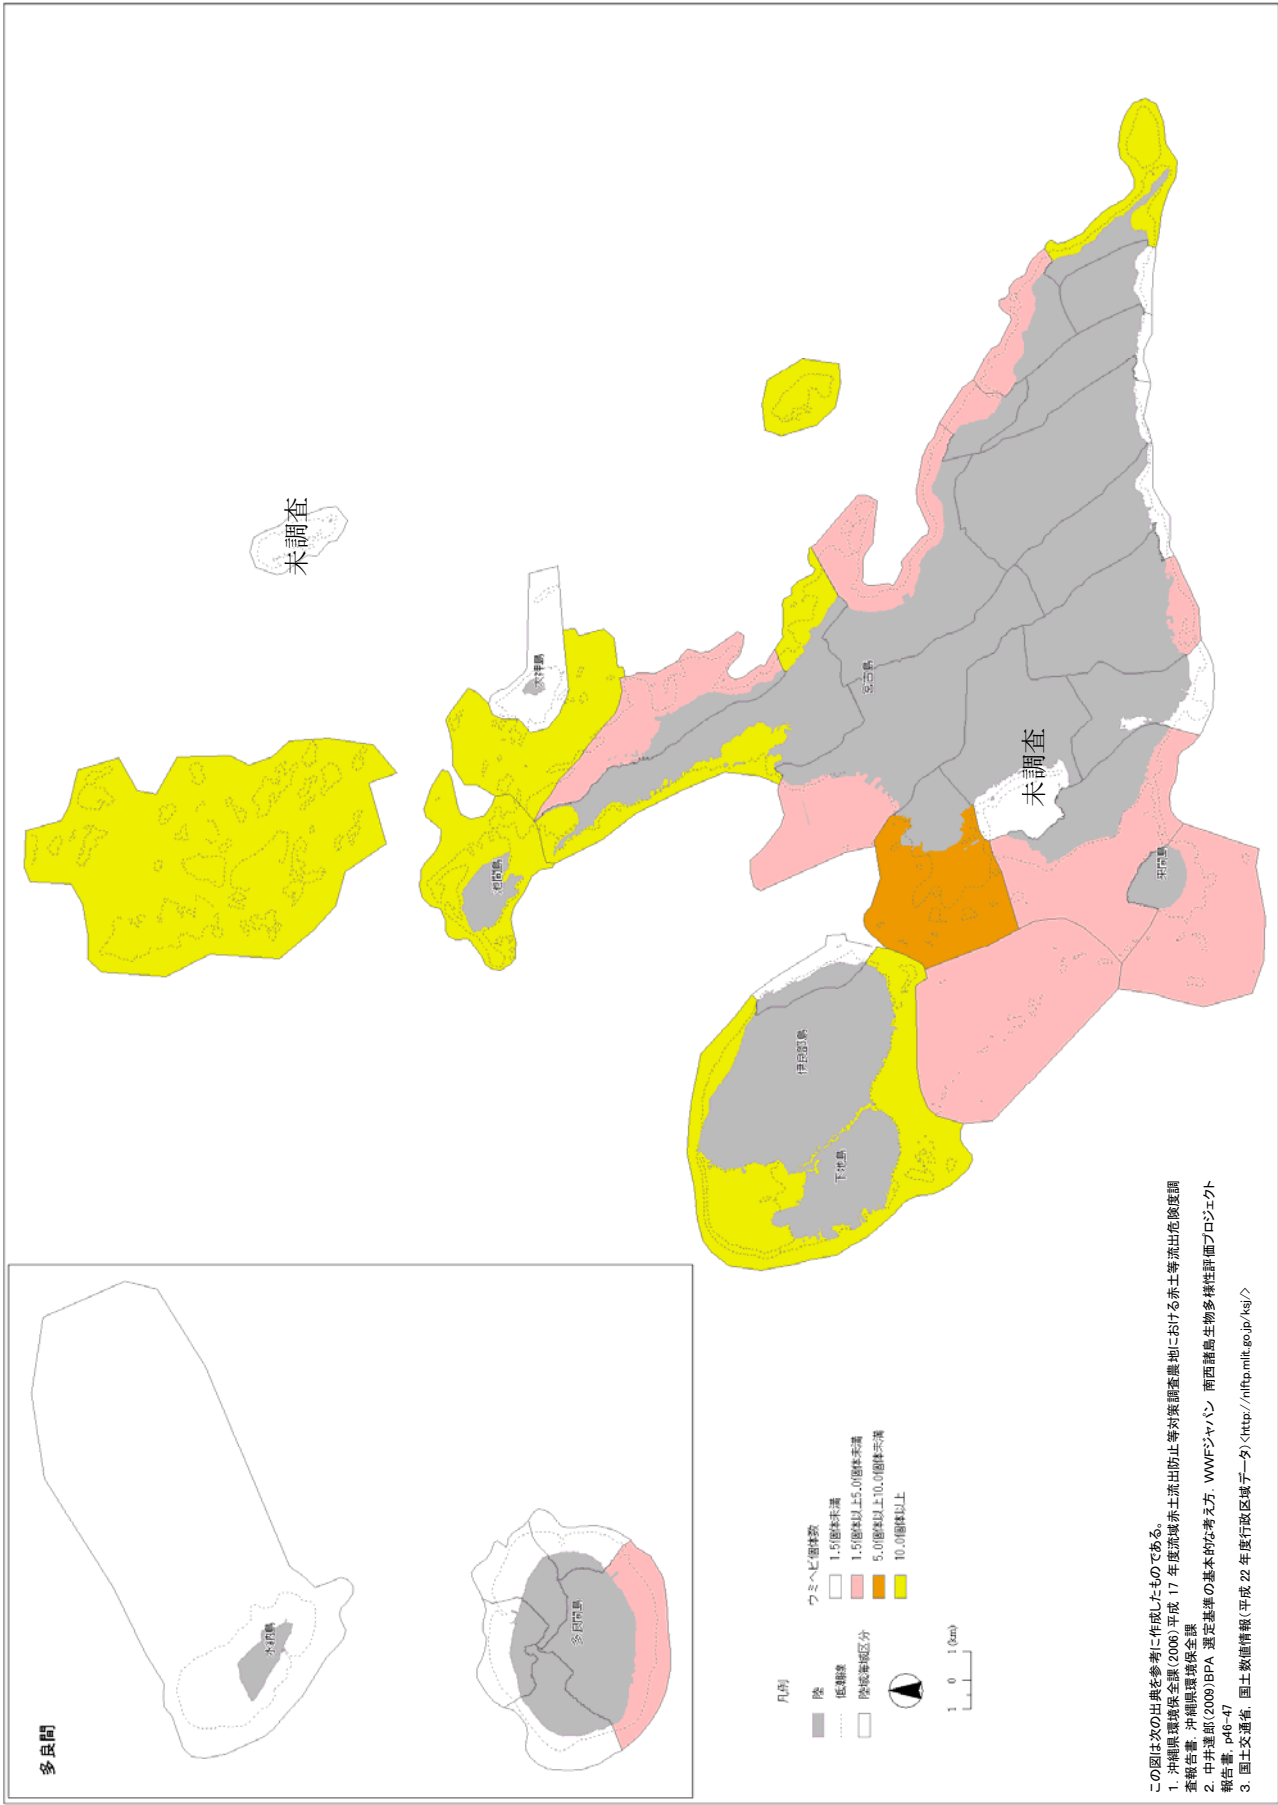 多良間
水納島
多良間島
未調査
大神島
池間島
宮古島
未調査
来間島
伊良部島
下地島
凡例
陸
低潮線
陸域海域区分
ウミヘビ個体数
1.5個体未満
1.5個体以上5.0個体未満
5.0個体以上10.0個体未満
10.0個体以上
1 0 1 (km)
この図は次の出典を参考に作成したものである。
1. 沖縄県環境保全課(2006)平成 17 年度流域赤土流出防止等対策調査農地における赤土等流出危険度調
査報告書. 沖縄県環境保全課
2. 中井達郎(2009)BPA 選定基準の基本的な考え方. WWFジャパン 南西諸島生物多様性評価プロジェクト
報告書, p46-47
3. 国土交通省. 国土数値情報(平成 22 年度行政区域データ)<http://nlftp.mlit.go.jp/ksj/>